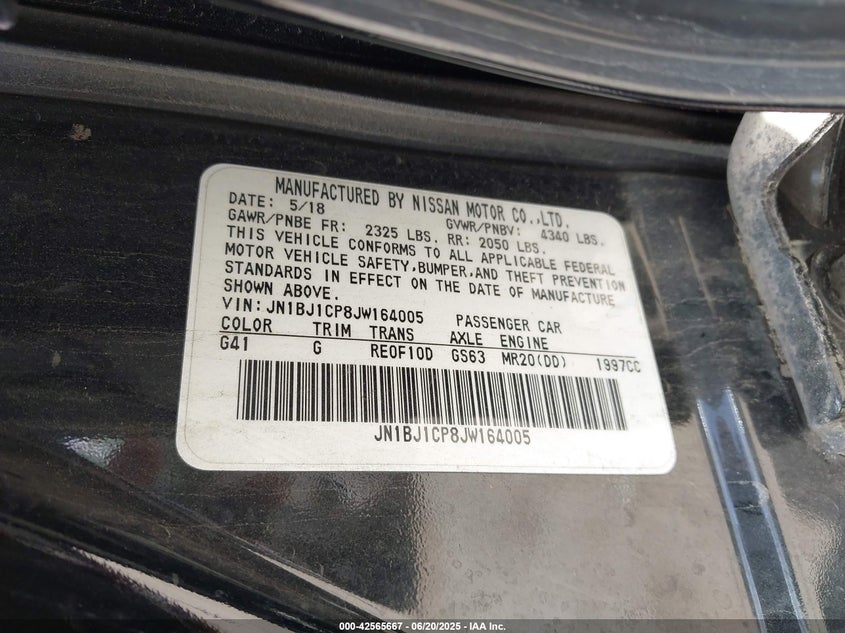 MANUFACTURED BY NISSAN MOTOR CO.,LTD.
DATE: 5/18 GVWR/PNBV: 4340 LBS.
GAWR/PNBE FR: 2325 LBS. RR: 2050 LBS.
THIS VEHICLE CONFORMS TO ALL APPLICABLE FEDERAL
MOTOR VEHICLE SAFETY,BUMPER,AND THEFT PREVENTION
STANDARDS IN EFFECT ON THE DATE OF MANUFACTURE
SHOWN ABOVE.
VIN:JN1BJ1CP8JW164005 PASSENGER CAR
COLOR TRIM TRANS AXLE ENGINE
G41 G RE0F10D GS63 MR20(DD) 1997CC
JN1BJ1CP8JW164005
000-42565667 - 06/20/2025 - IAA Inc.